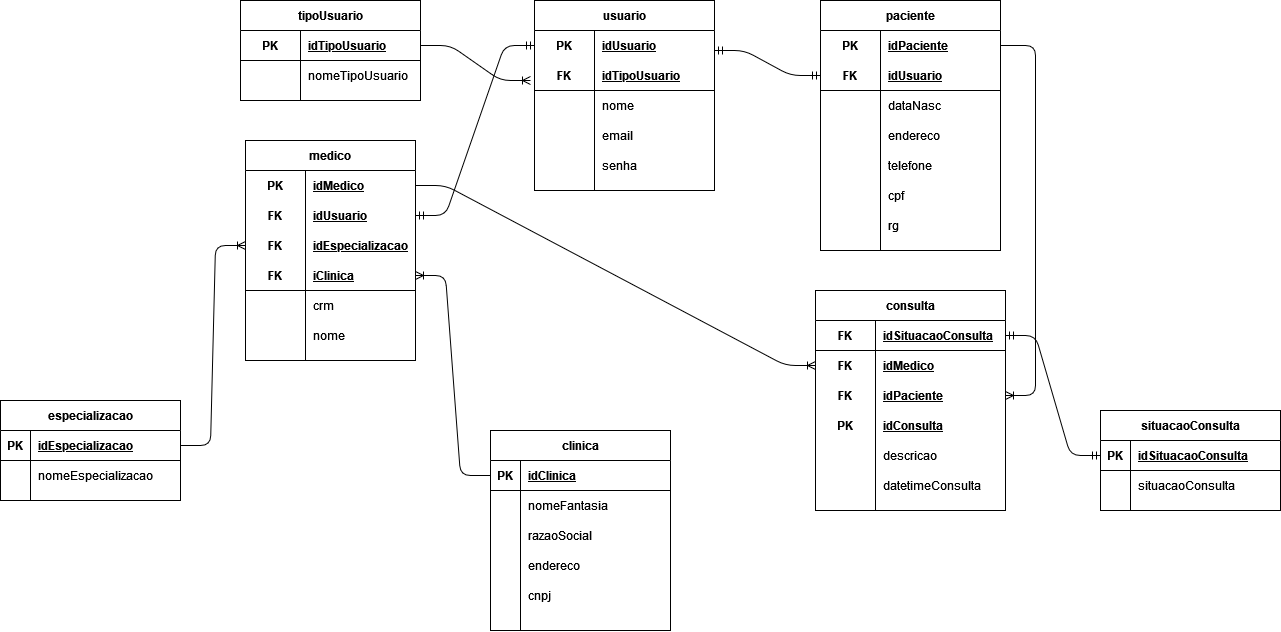 tipoUsuario
PK idTipoUsuario
nomeTipoUsuario
usuario
PK idUsuario
FK idTipoUsuario
nome
email
senha
paciente
PK idPaciente
FK idUsuario
dataNasc
endereco
telefone
cpf
rg
medico
PK idMedico
FK idUsuario
FK idEspecializacao
FK iClinica
crm
nome
consulta
FK idSituacaoConsulta
FK idMedico
FK idPaciente
PK idConsulta
descricao
datetimeConsulta
especializacao
PK idEspecializacao
nomeEspecializacao
clinica
PK idClinica
nomeFantasia
razaoSocial
endereco
cnpj
situacaoConsulta
PK idSituacaoConsulta
situacaoConsulta